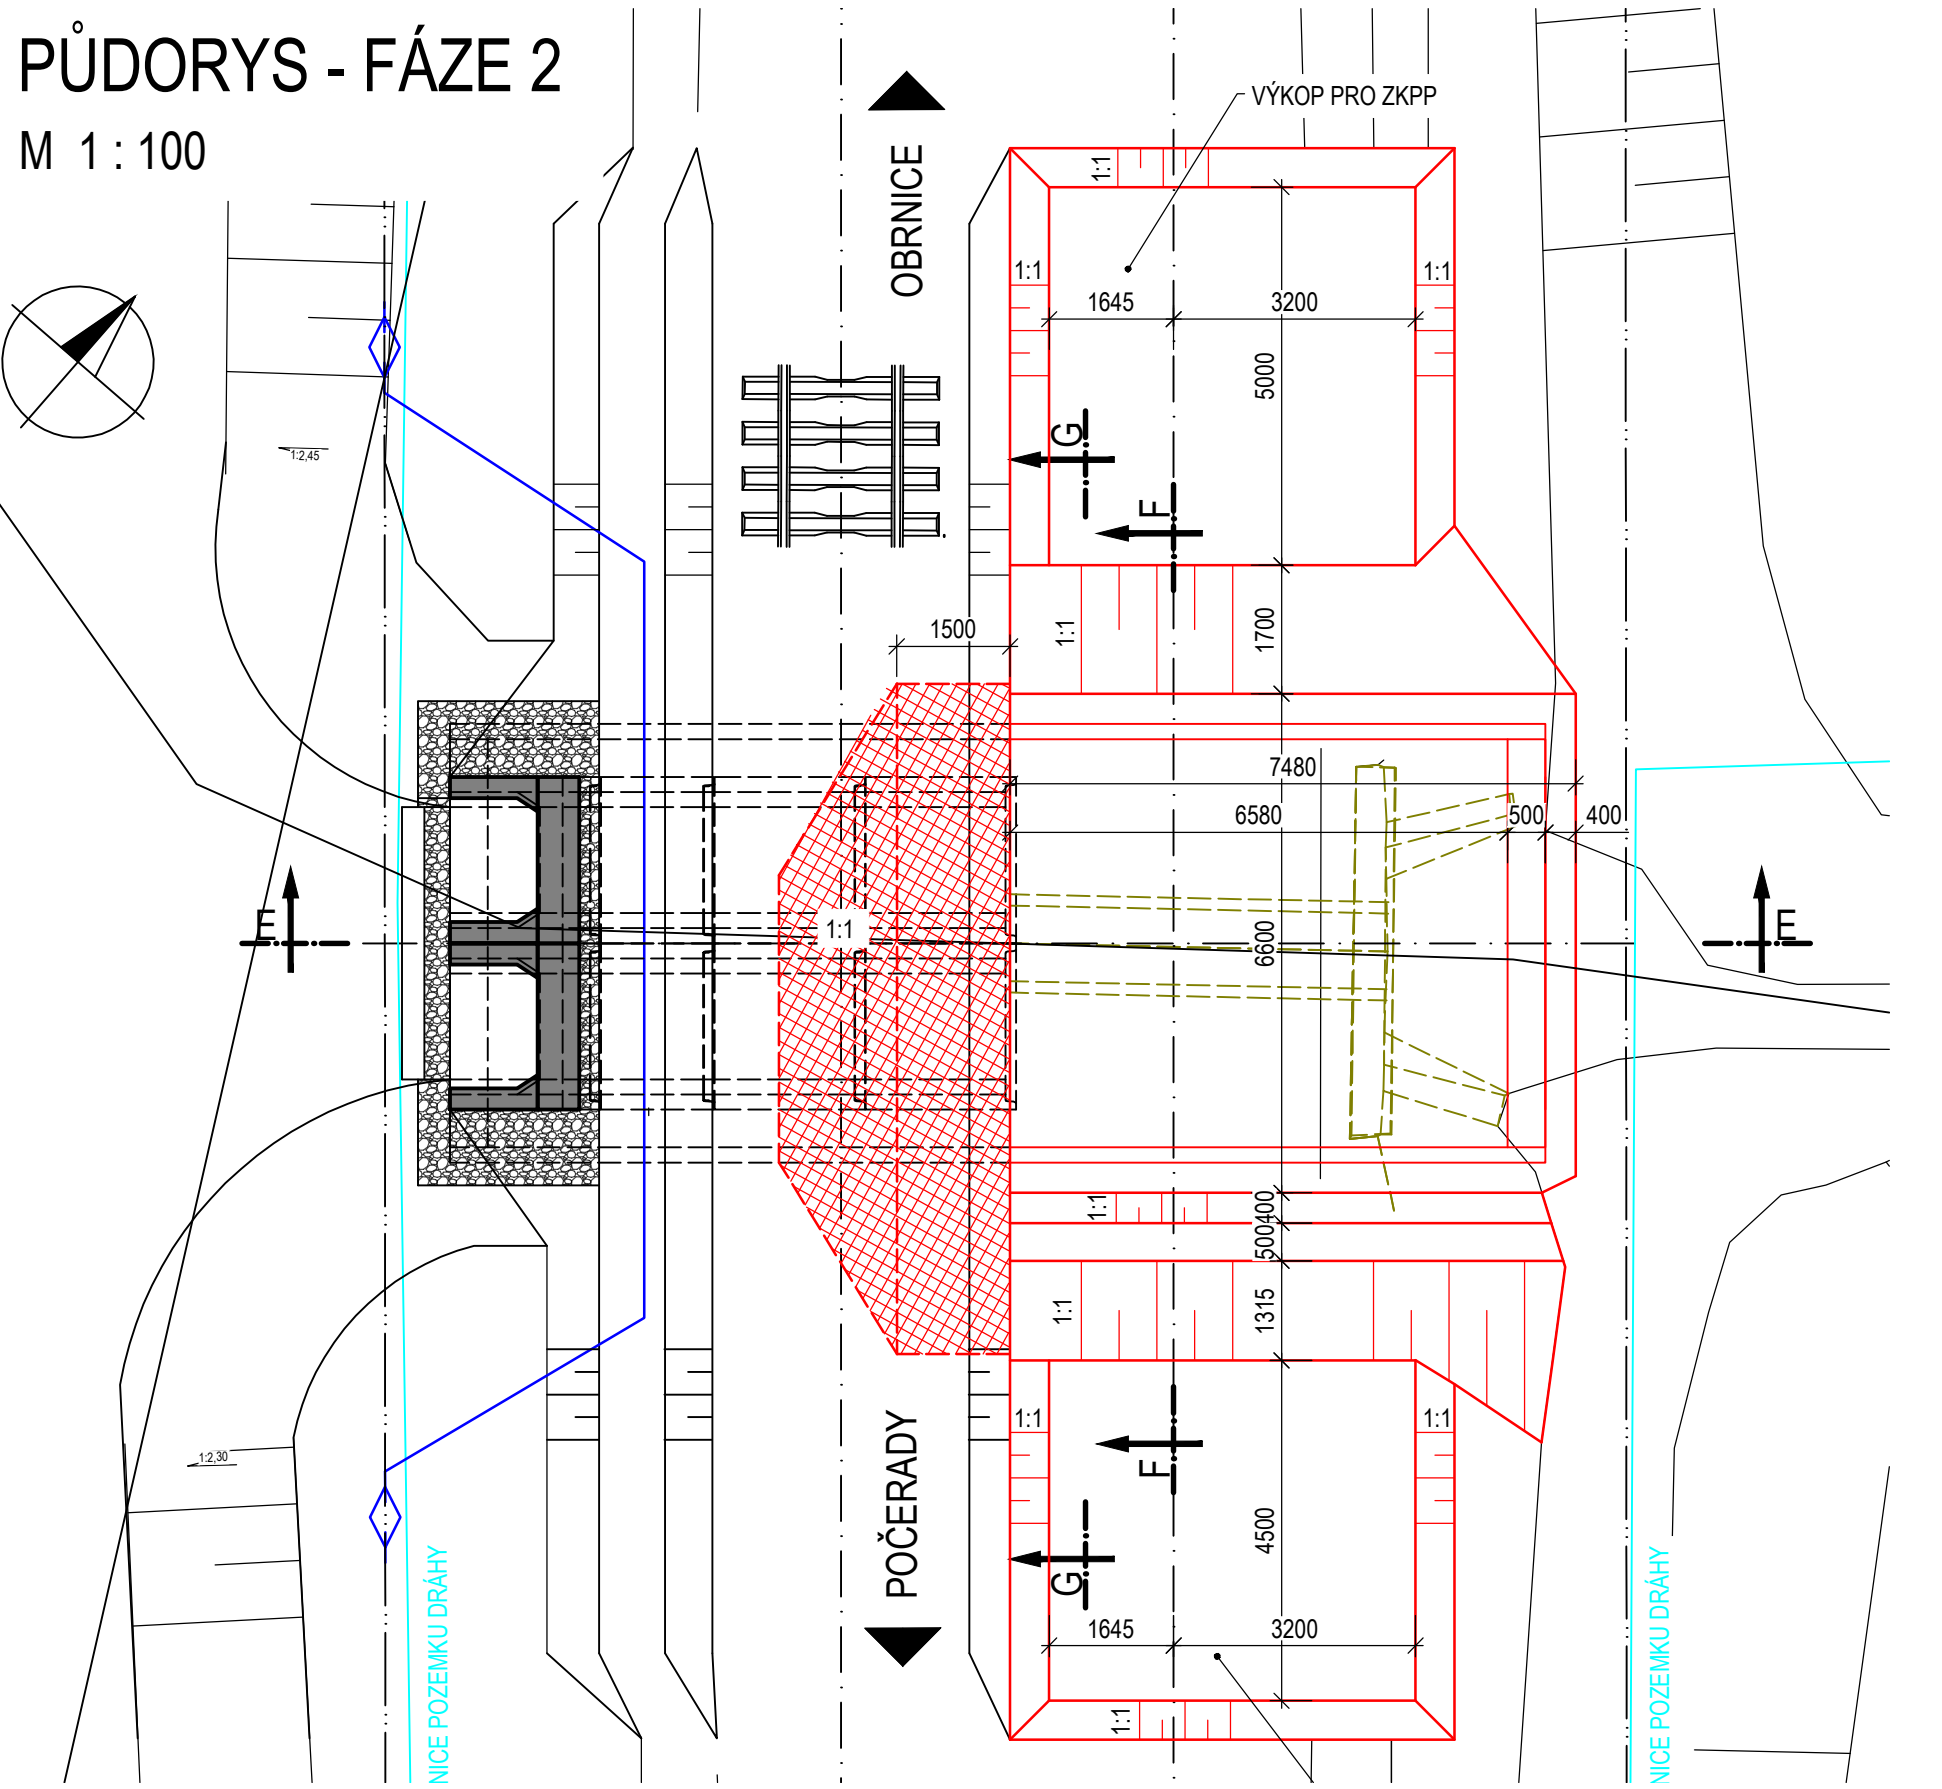 PŮDORYS - FÁZE 2
M 1 : 100
VÝKOP PRO ZKPP
OBRNICE
1:1
1:1
1:1
1645
3200
5000
G
F
1:2,45
1500
1:1
1700
7480
6580
500
400
E
1:1
6600
E
1:1
400
500
1:1
1315
1:1
1:1
POČERADY
F
G
4500
1:2,30
1645
3200
1:1
NICE POZEMKU DRÁHY
NICE POZEMKU DRÁHY